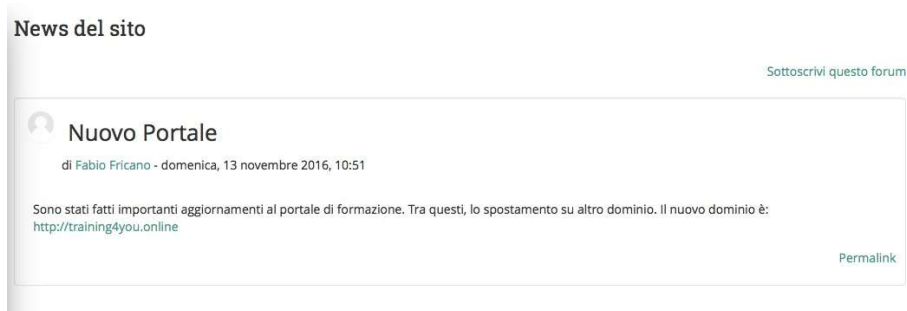 News del sito
Sottoscrivi questo forum
Nuovo Portale
di Fabio Fricano - domenica, 13 novembre 2016, 10:51
Sono stati fatti importanti aggiornamenti al portale di formazione. Tra questi, lo spostamento su altro dominio. Il nuovo dominio è:
http://training4you.online
Permalink